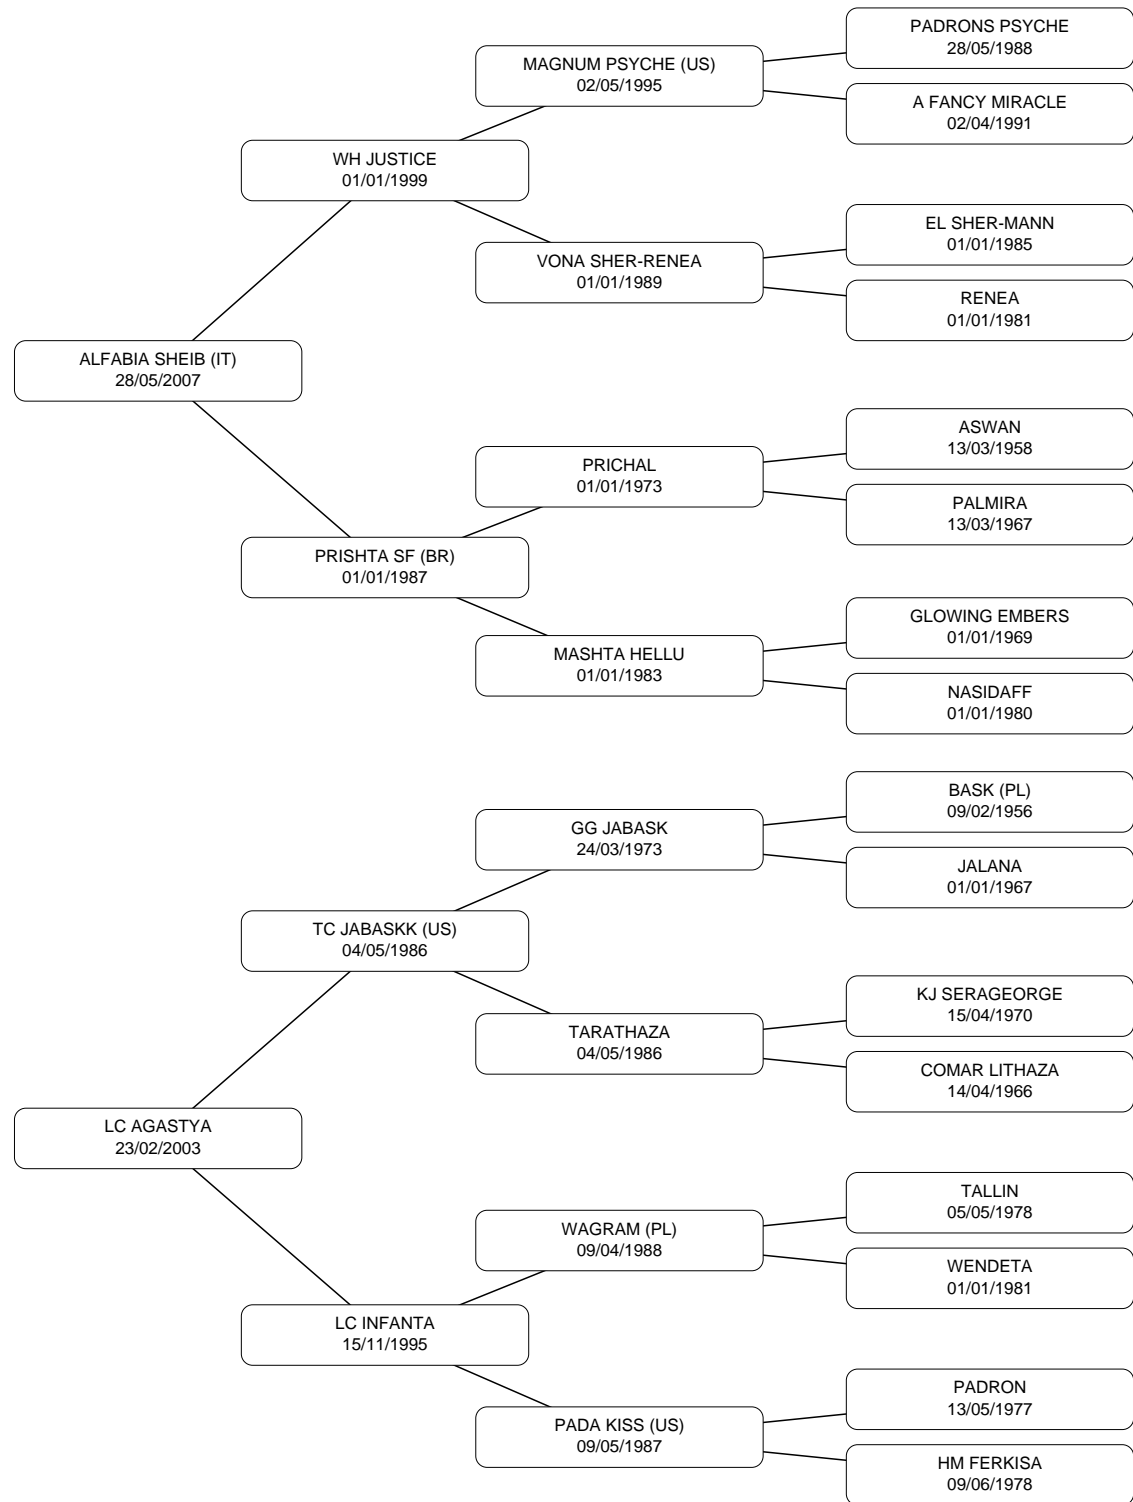 PADRONS PSYCHE
28/05/1988
MAGNUM PSYCHE (US)
02/05/1995
A FANCY MIRACLE
02/04/1991
WH JUSTICE
01/01/1999
EL SHER-MANN
01/01/1985
VONA SHER-RENEA
01/01/1989
RENEA
01/01/1981
ALFABIA SHEIB (IT)
28/05/2007
ASWAN
13/03/1958
PRICHAL
01/01/1973
PALMIRA
13/03/1967
PRISHTA SF (BR)
01/01/1987
GLOWING EMBERS
01/01/1969
MASHTA HELLU
01/01/1983
NASIDAFF
01/01/1980
BASK (PL)
09/02/1956
GG JABASK
24/03/1973
JALANA
01/01/1967
TC JABASKK (US)
04/05/1986
KJ SERAGEORGE
15/04/1970
TARATHAZA
04/05/1986
COMAR LITHAZA
14/04/1966
LC AGASTYA
23/02/2003
TALLIN
05/05/1978
WAGRAM (PL)
09/04/1988
WENDETA
01/01/1981
LC INFANTA
15/11/1995
PADRON
13/05/1977
PADA KISS (US)
09/05/1987
HM FERKISA
09/06/1978